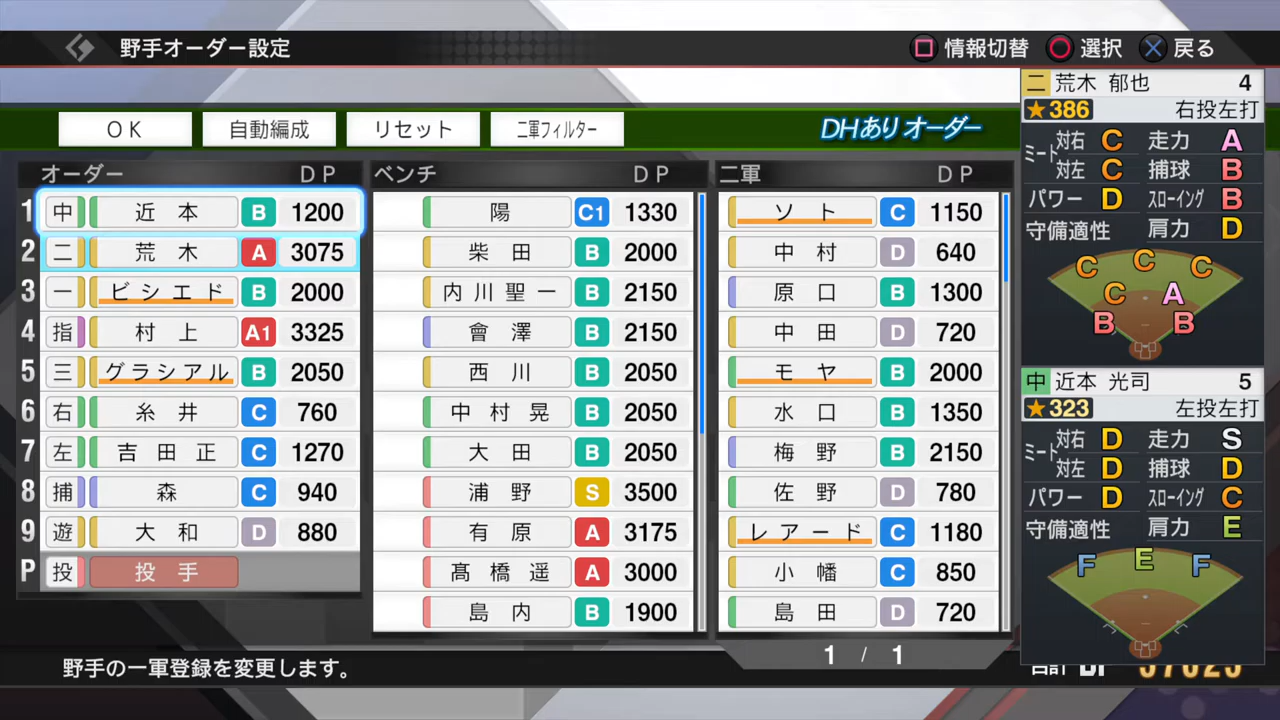 野手オーダー設定
情報切替 選択 戻る
OK 自動編成 リセット 二軍フィルター DHありオーダー
オーダー DP
1 中 近本 B 1200
2 二 荒木 A 3075
3 一 ビシエド B 2000
4 指 村上 A1 3325
5 三 グラシアル B 2050
6 右 糸井 C 760
7 左 吉田正 C 1270
8 捕 森 C 940
9 遊 大和 D 880
P 投 投手
ベンチ DP
陽 C1 1330
柴田 B 2000
内川聖一 B 2150
會澤 B 2150
西川 B 2050
中村晃 B 2050
大田 B 2050
浦野 S 3500
有原 A 3175
髙橋遥 A 3000
島内 B 1900
二軍 DP
ソト C 1150
中村 D 640
原口 B 1300
中田 D 720
モヤ B 2000
水口 B 1350
梅野 B 2150
佐野 D 780
レアード C 1180
小幡 C 850
島田 D 720
1 / 1
二 荒木 郁也 4
★386 右投左打
ミート 対右 C 走力 A
対左 C 捕球 B
パワー D スローイング B
守備適性 肩力 D
C C C
C A
B B
中 近本 光司 5
★323 左投左打
ミート 対右 D 走力 S
対左 D 捕球 D
パワー D スローイング C
守備適性 肩力 E
F E F
野手の一軍登録を変更します。